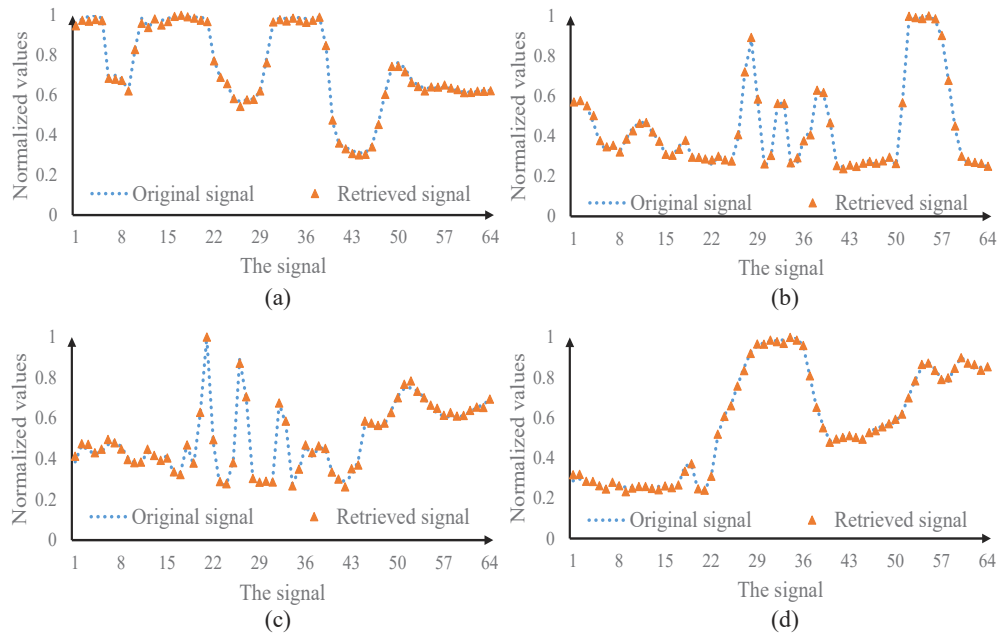 Normalized values
1
0.8
0.6
0.4
0.2
0
Original signal Retrieved signal
1 8 15 22 29 36 43 50 57 64
The signal
(a)
Normalized values
1
0.8
0.6
0.4
0.2
0
Original signal Retrieved signal
1 8 15 22 29 36 43 50 57 64
The signal
(b)
Normalized values
1
0.8
0.6
0.4
0.2
0
Original signal Retrieved signal
1 8 15 22 29 36 43 50 57 64
The signal
(c)
Normalized values
1
0.8
0.6
0.4
0.2
0
Original signal Retrieved signal
1 8 15 22 29 36 43 50 57 64
The signal
(d)